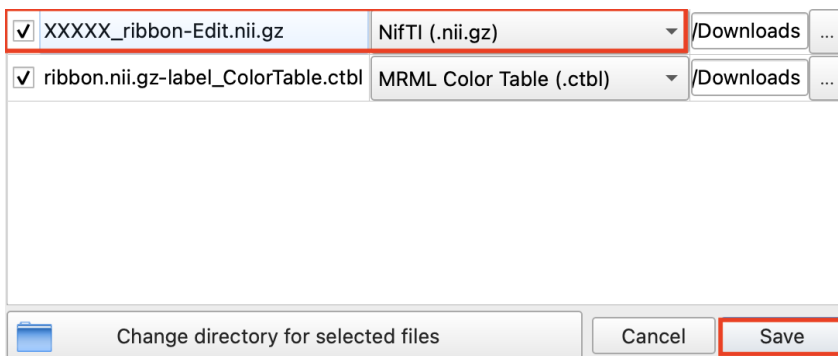 XXXXX_ribbon-Edit.nii.gz NifTI (.nii.gz) /Downloads ...
ribbon.nii.gz-label_ColorTable.ctbl MRML Color Table (.ctbl) /Downloads ...
Change directory for selected files Cancel Save